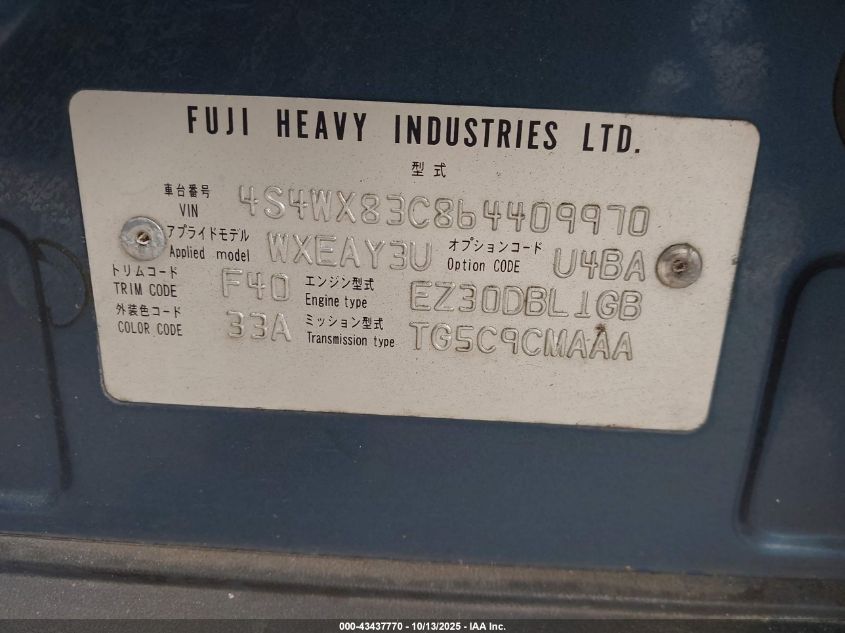 FUJI HEAVY INDUSTRIES LTD.
型式
車台番号
VIN 4S4WX83C864409970
アプライドモデル
Applied model WXEAY3U オプションコード
Option CODE U4BA
トリムコード
TRIM CODE F40 エンジン型式
Engine type EZ30DBL1GB
外装色コード
COLOR CODE 33A ミッション型式
Transmission type TG5C9CMAAA
000-43437770 - 10/13/2025 - IAA Inc.